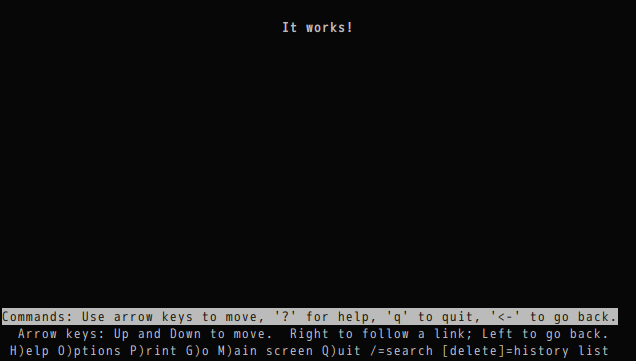 It works!
Commands: Use arrow keys to move, '?' for help, 'q' to quit, '<-' to go back.
Arrow keys: Up and Down to move.  Right to follow a link; Left to go back.
H)elp O)ptions P)rint G)o M)ain screen Q)uit /=search [delete]=history list